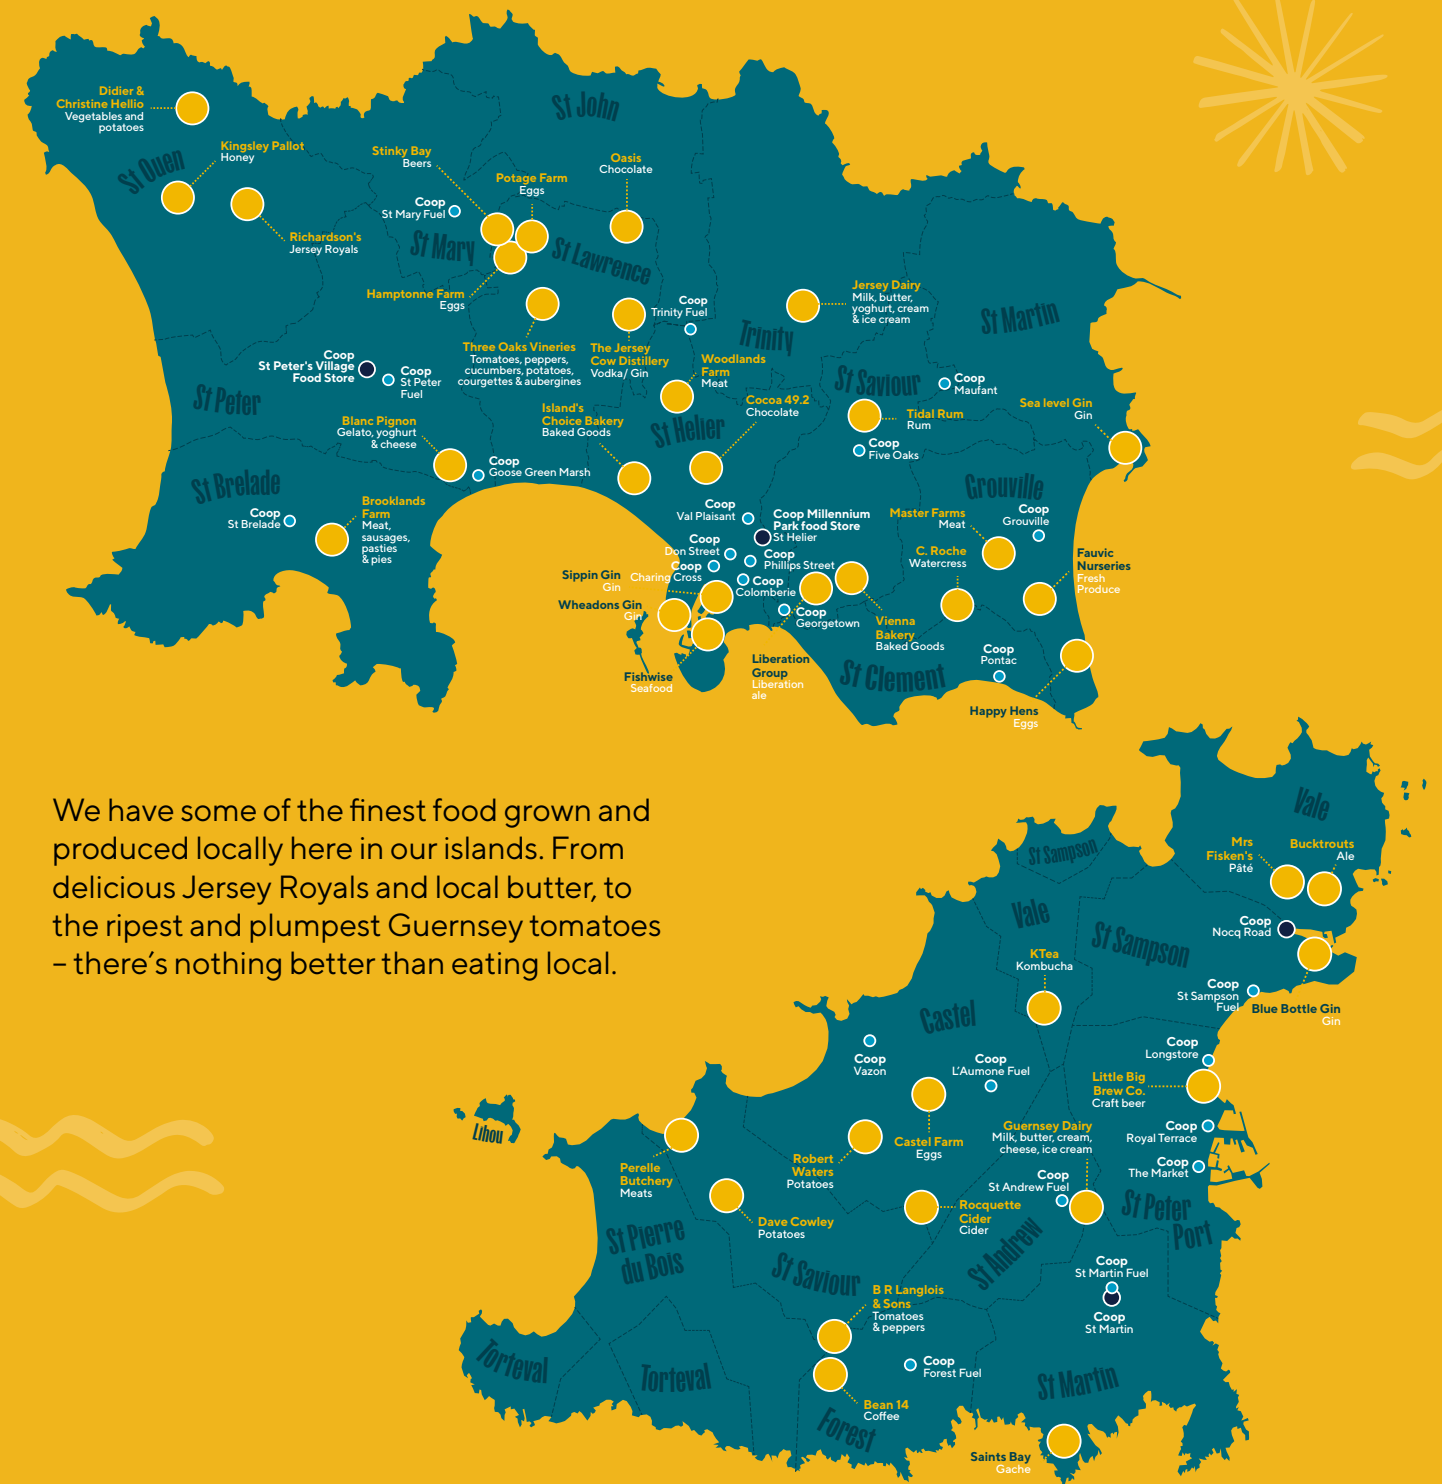 Didier &
Christine Hellio
Vegetables and
potatoes
St Ouen
Kingsley Pallot
Honey
Richardson's
Jersey Royals
Stinky Bay
Beers
Coop
St Mary Fuel
St Mary
St John
Potage Farm
Eggs
Oasis
Chocolate
St Lawrence
Hamptonne Farm
Eggs
Three Oaks Vineries
Tomatoes, peppers,
cucumbers, potatoes,
courgettes & aubergines
The Jersey
Cow Distillery
Vodka/ Gin
Coop
Trinity Fuel
Trinity
Jersey Dairy
Milk, butter,
yoghurt, cream
& ice cream
St Martin
Coop
St Peter's Village
Food Store
Coop
St Peter
Fuel
St Peter
Woodlands
Farm
Meat
Cocoa 49.2
Chocolate
St Saviour
Coop
Maufant
Tidal Rum
Rum
Sea level Gin
Gin
Blanc Pignon
Gelato, yoghurt
& cheese
Island's
Choice Bakery
Baked Goods
St Helier
Coop
Five Oaks
Coop
Goose Green Marsh
St Brelade
Coop
St Brelade
Brooklands
Farm
Meat,
sausages,
pasties
& pies
Grouville
Coop
Val Plaisant
Coop Millennium
Park food Store
St Helier
Master Farms
Meat
Coop
Grouville
Coop
Don Street
Coop
Phillips Street
Coop
Charing Cross
Coop
Colomberie
C. Roche
Watercress
Fauvic
Nurseries
Fresh
Produce
Sippin Gin
Gin
Wheadons Gin
Gin
Coop
Georgetown
Vienna
Bakery
Baked Goods
Fishwise
Seafood
Liberation
Group
Liberation
ale
St Clement
Coop
Pontac
Happy Hens
Eggs
We have some of the finest food grown and
produced locally here in our islands. From
delicious Jersey Royals and local butter, to
the ripest and plumpest Guernsey tomatoes
– there's nothing better than eating local.
Vale
Mrs
Fisken's
Pâté
Bucktrouts
Ale
St Sampson
Vale
St Sampson
Coop
Nocq Road
KTea
Kombucha
Coop
St Sampson
Fuel
Blue Bottle Gin
Gin
Castel
Coop
Vazon
Coop
L'Aumone Fuel
Coop
Longstore
Little Big
Brew Co.
Craft beer
Lihou
Castel Farm
Eggs
Guernsey Dairy
Milk, butter, cream,
cheese, ice cream
Coop
Royal Terrace
Perelle
Butchery
Meats
Robert
Waters
Potatoes
Coop
The Market
Coop
St Andrew Fuel
Dave Cowley
Potatoes
Rocquette
Cider
Cider
St Peter
Port
St Pierre
du Bois
St Saviour
St Andrew
Coop
St Martin Fuel
Coop
St Martin
B R Langlois
& Sons
Tomatoes
& peppers
Torteval
Torteval
Coop
Forest Fuel
St Martin
Bean 14
Coffee
Forest
Saints Bay
Gache